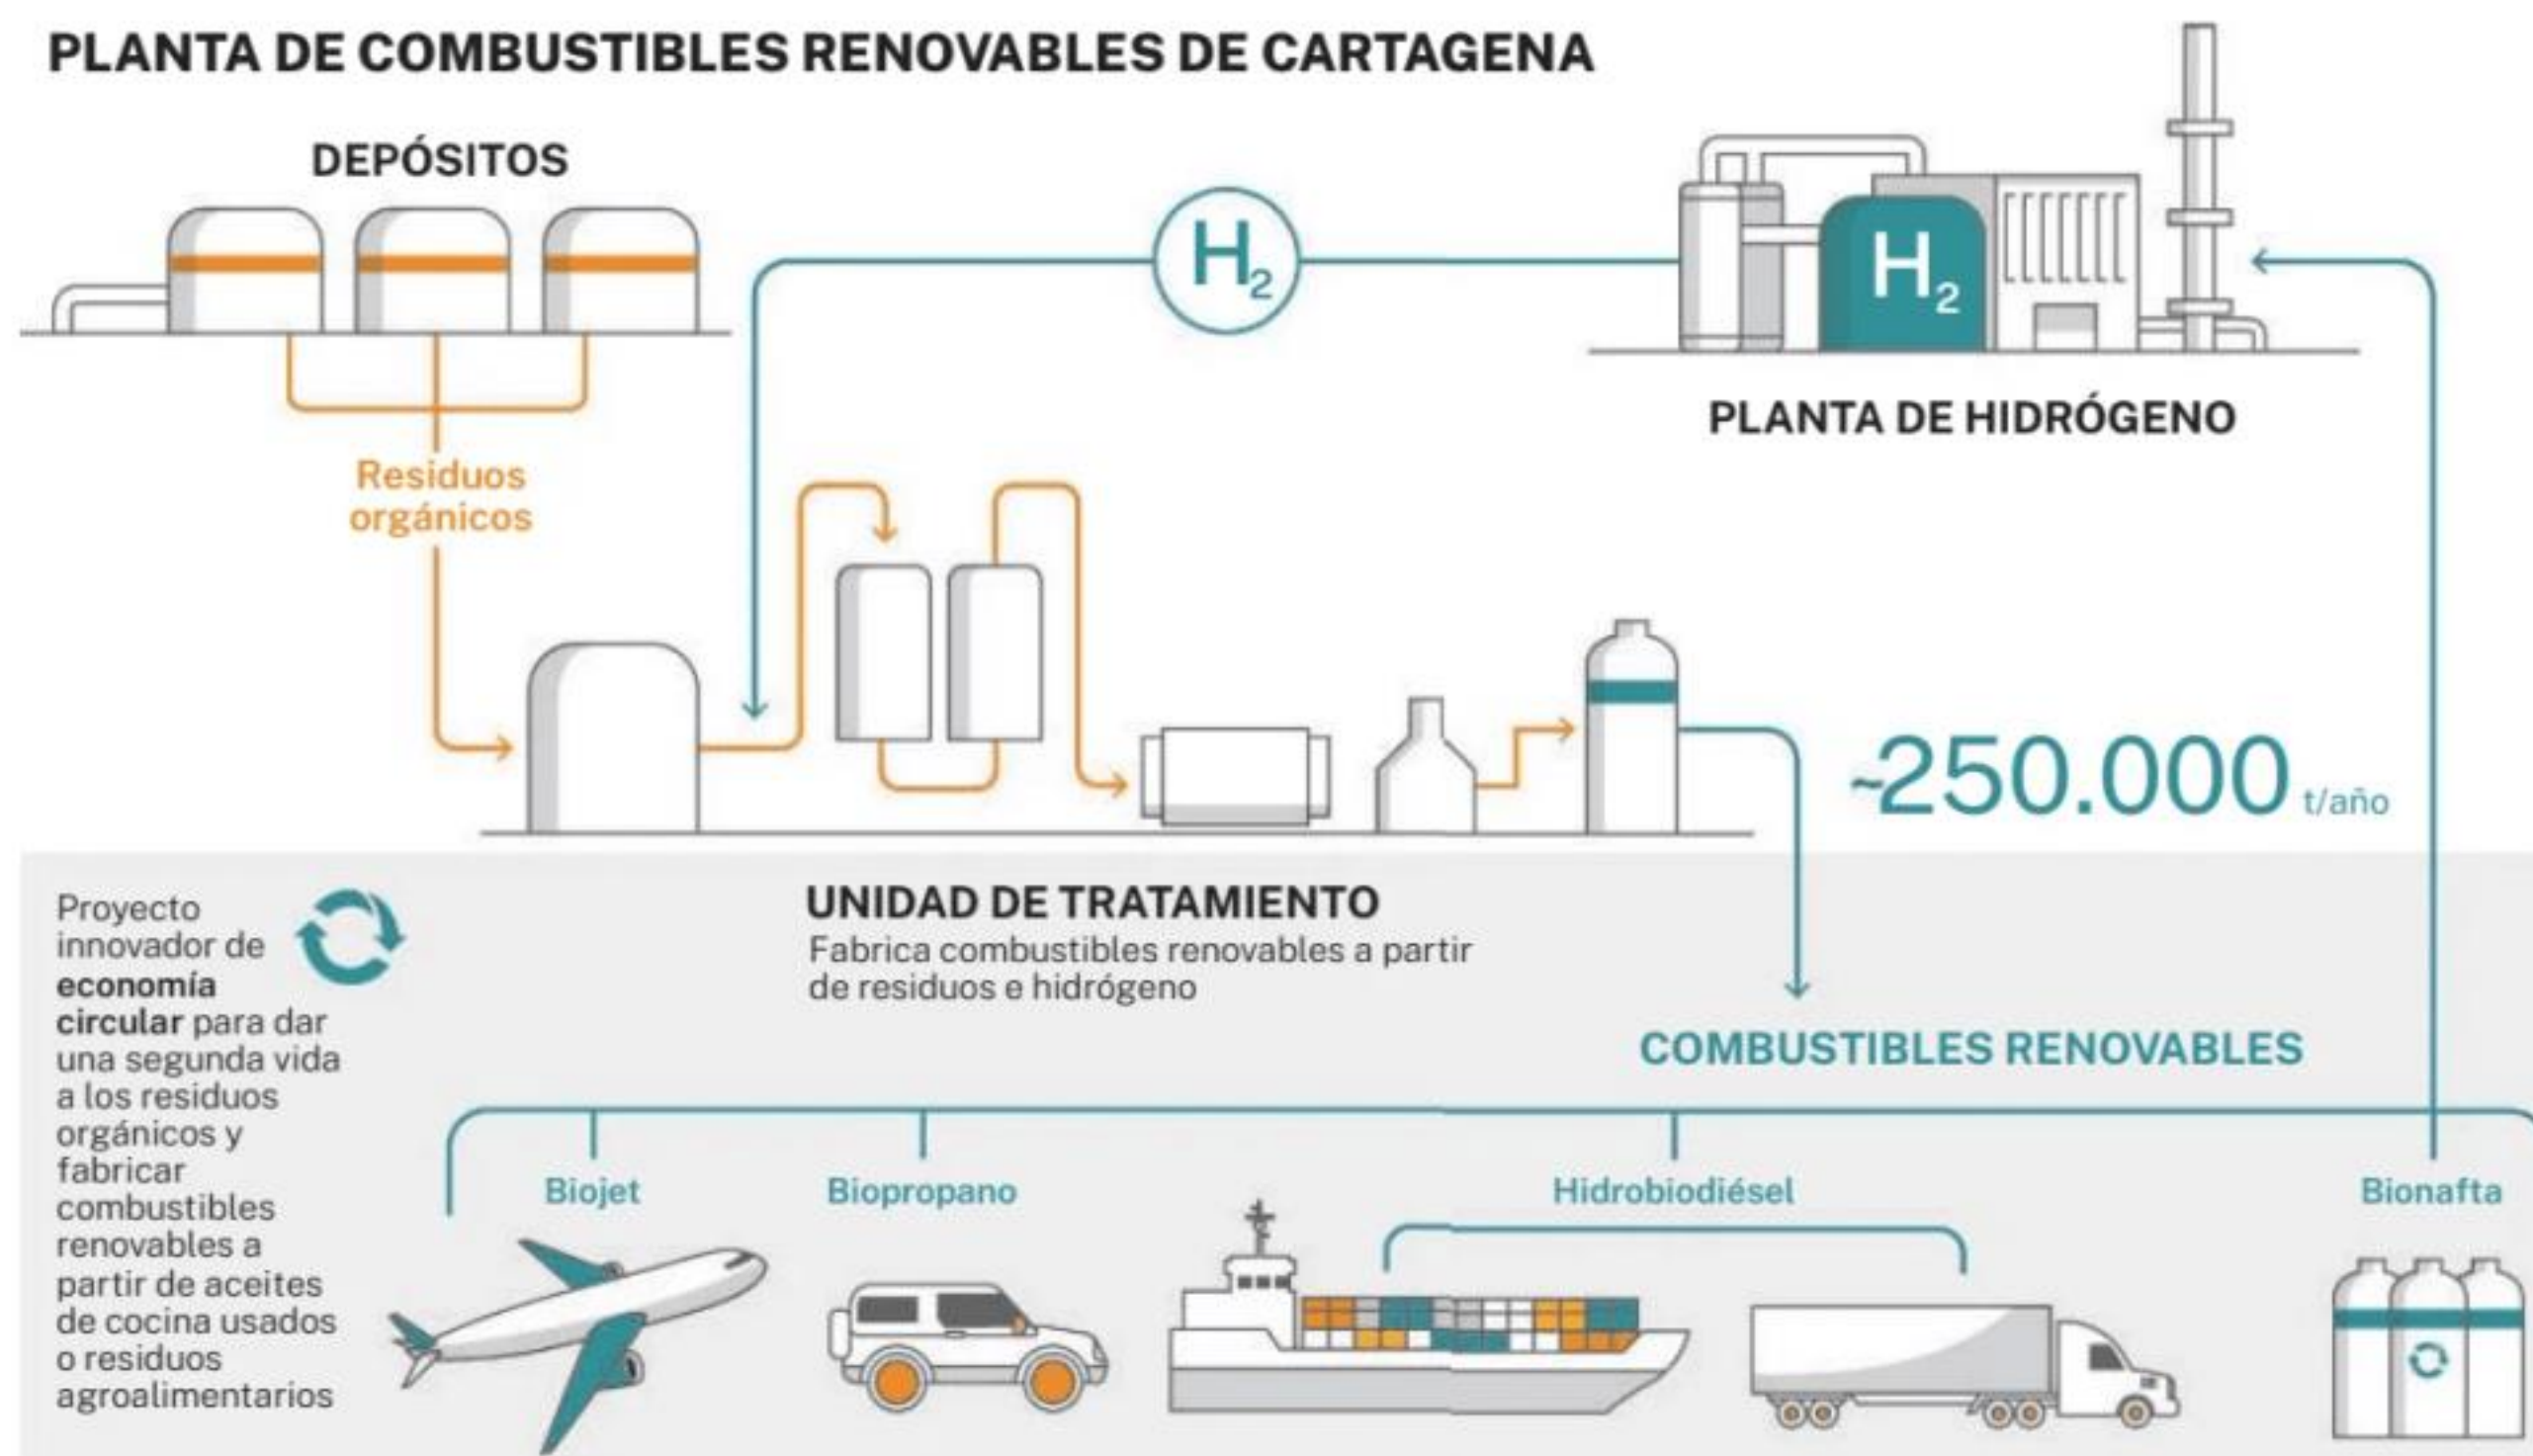 PLANTA DE COMBUSTIBLES RENOVABLES DE CARTAGENA
DEPÓSITOS
H2
H2
PLANTA DE HIDRÓGENO
Residuos
orgánicos
~250.000 t/año
Proyecto
innovador de
economía
circular para dar
una segunda vida
a los residuos
orgánicos y
fabricar
combustibles
renovables a
partir de aceites
de cocina usados
o residuos
agroalimentarios
UNIDAD DE TRATAMIENTO
Fabrica combustibles renovables a partir
de residuos e hidrógeno
COMBUSTIBLES RENOVABLES
Biojet
Biopropano
Hidrobiodiésel
Bionafta